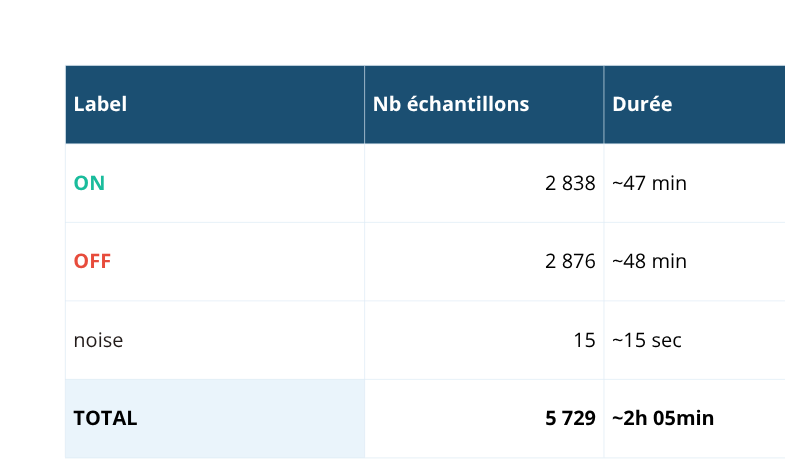 Label Nb échantillons Durée
ON 2 838 ~47 min
OFF 2 876 ~48 min
noise 15 ~15 sec
TOTAL 5 729 ~2h 05min